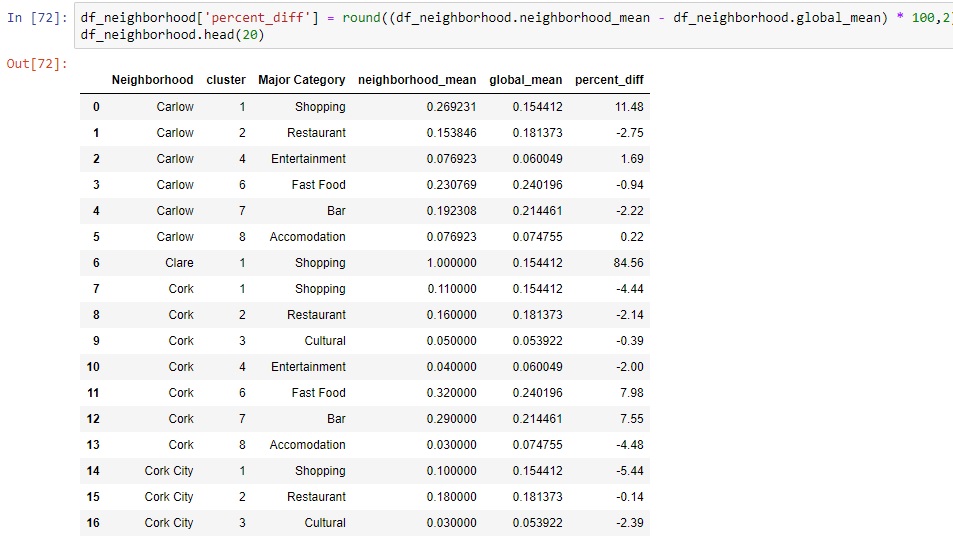 In [72]: df_neighborhood['percent_diff'] = round((df_neighborhood.neighborhood_mean - df_neighborhood.global_mean) * 100,2)
df_neighborhood.head(20)
Out[72]:
Neighborhood cluster Major Category neighborhood_mean global_mean percent_diff
0 Carlow 1 Shopping 0.269231 0.154412 11.48
1 Carlow 2 Restaurant 0.153846 0.181373 -2.75
2 Carlow 4 Entertainment 0.076923 0.060049 1.69
3 Carlow 6 Fast Food 0.230769 0.240196 -0.94
4 Carlow 7 Bar 0.192308 0.214461 -2.22
5 Carlow 8 Accomodation 0.076923 0.074755 0.22
6 Clare 1 Shopping 1.000000 0.154412 84.56
7 Cork 1 Shopping 0.110000 0.154412 -4.44
8 Cork 2 Restaurant 0.160000 0.181373 -2.14
9 Cork 3 Cultural 0.050000 0.053922 -0.39
10 Cork 4 Entertainment 0.040000 0.060049 -2.00
11 Cork 6 Fast Food 0.320000 0.240196 7.98
12 Cork 7 Bar 0.290000 0.214461 7.55
13 Cork 8 Accomodation 0.030000 0.074755 -4.48
14 Cork City 1 Shopping 0.100000 0.154412 -5.44
15 Cork City 2 Restaurant 0.180000 0.181373 -0.14
16 Cork City 3 Cultural 0.030000 0.053922 -2.39